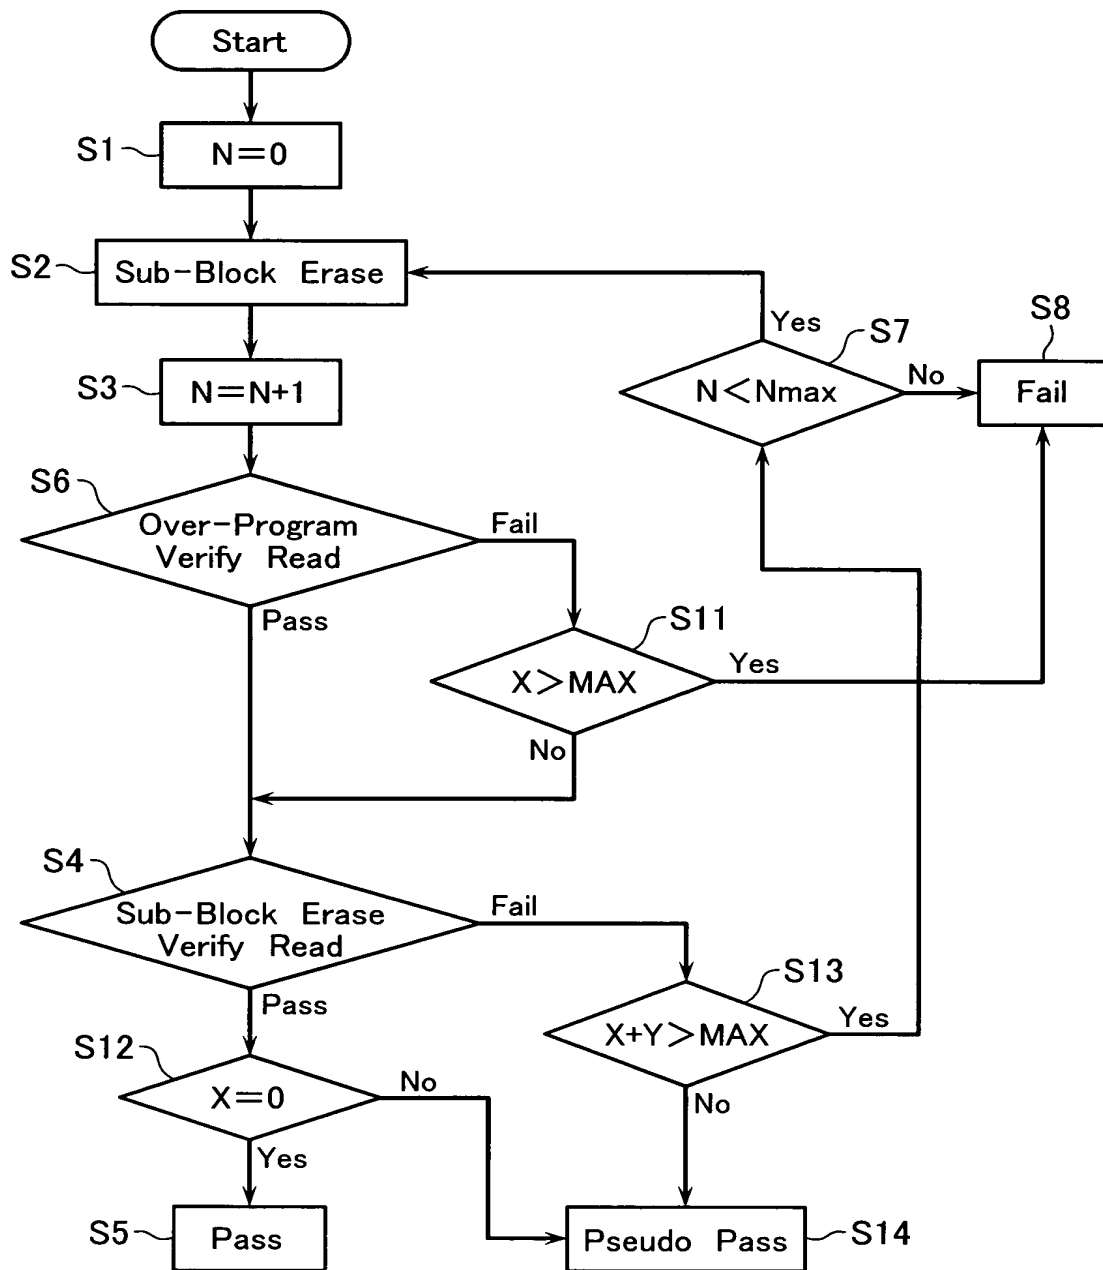 Start
S1
N=0
S2
Sub-Block Erase
S3
N=N+1
Yes
S7
S8
N<Nmax
No
Fail
S6
Over-Program
Verify Read
Fail
Pass
S11
X>MAX
Yes
No
S4
Sub-Block Erase
Verify Read
Fail
Pass
S13
X+Y>MAX
Yes
No
S12
X=0
No
Yes
S5
Pass
Pseudo Pass
S14